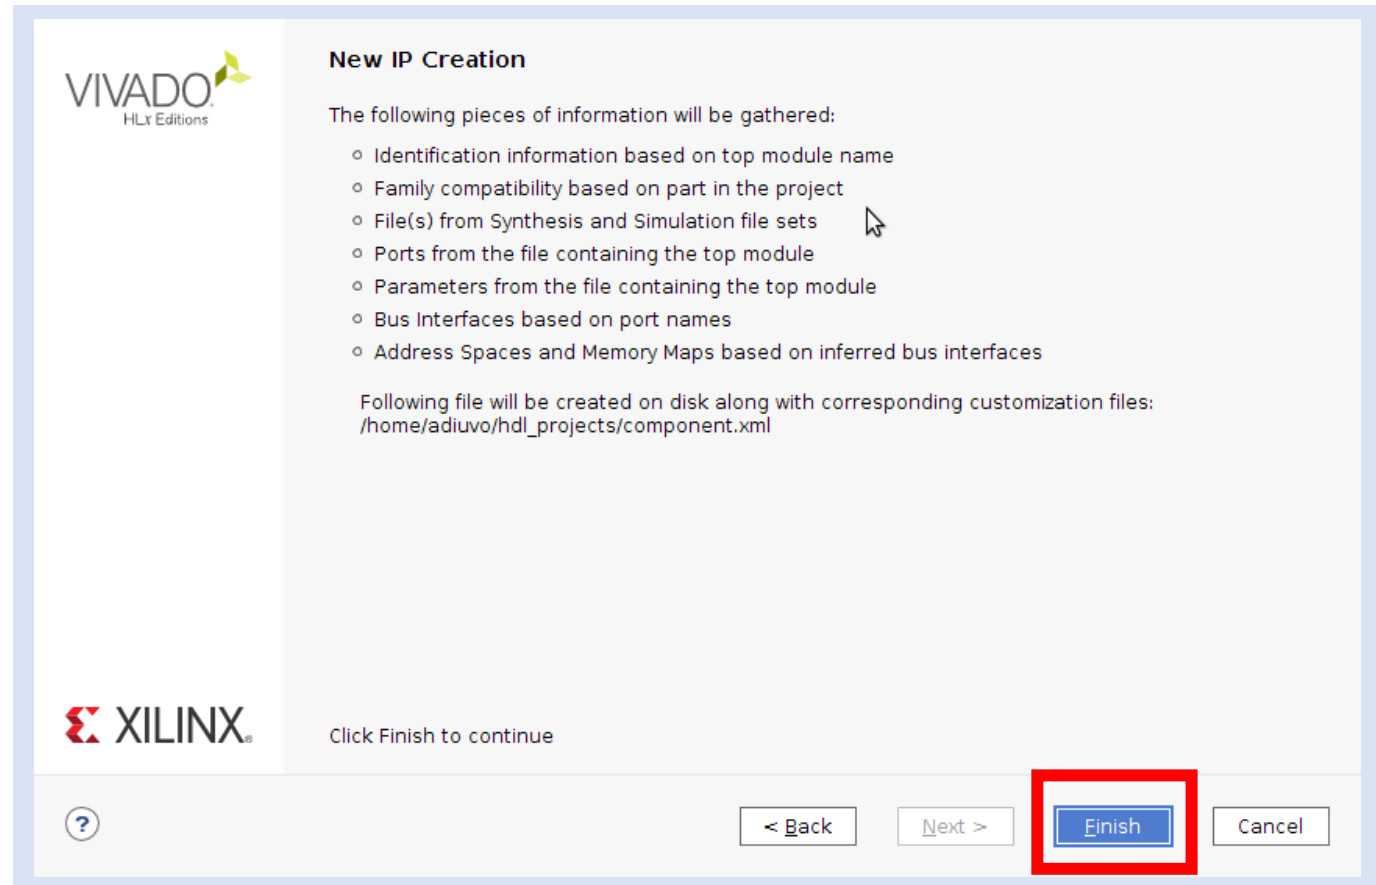 VIVADO.
HLx Editions
New IP Creation
The following pieces of information will be gathered:
Identification information based on top module name
Family compatibility based on part in the project
File(s) from Synthesis and Simulation file sets
Ports from the file containing the top module
Parameters from the file containing the top module
Bus Interfaces based on port names
Address Spaces and Memory Maps based on inferred bus interfaces
Following file will be created on disk along with corresponding customization files:
/home/adiuvo/hdl_projects/component.xml
XILINX®
Click Finish to continue
?
< Back
Next >
Finish
Cancel